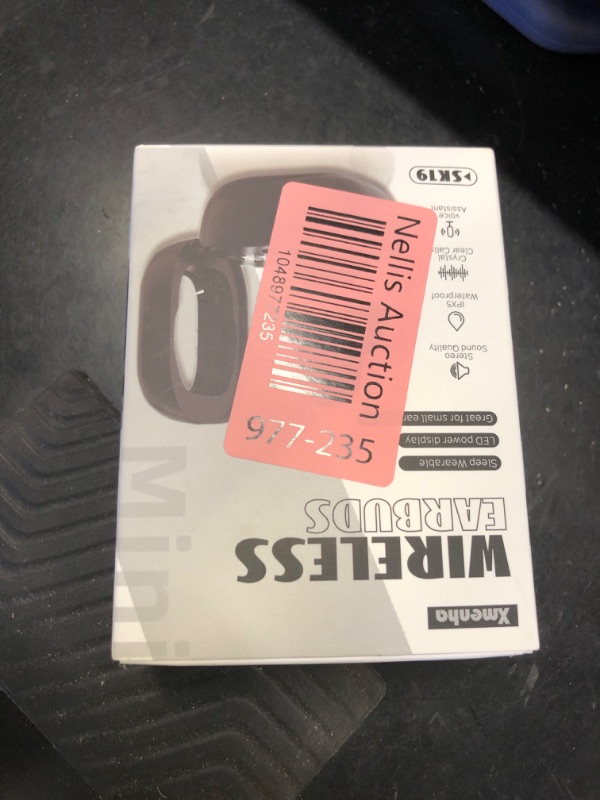 Xmenha
WIRELESS
EARBUDS
Sleep Wearable
LED power display
Great for small ear
Stereo
Sound Quality
IPX5
Waterproof
Crystal
Clear Call
voice
Assistant
SK19
Mini
Nellis Auction
977-235